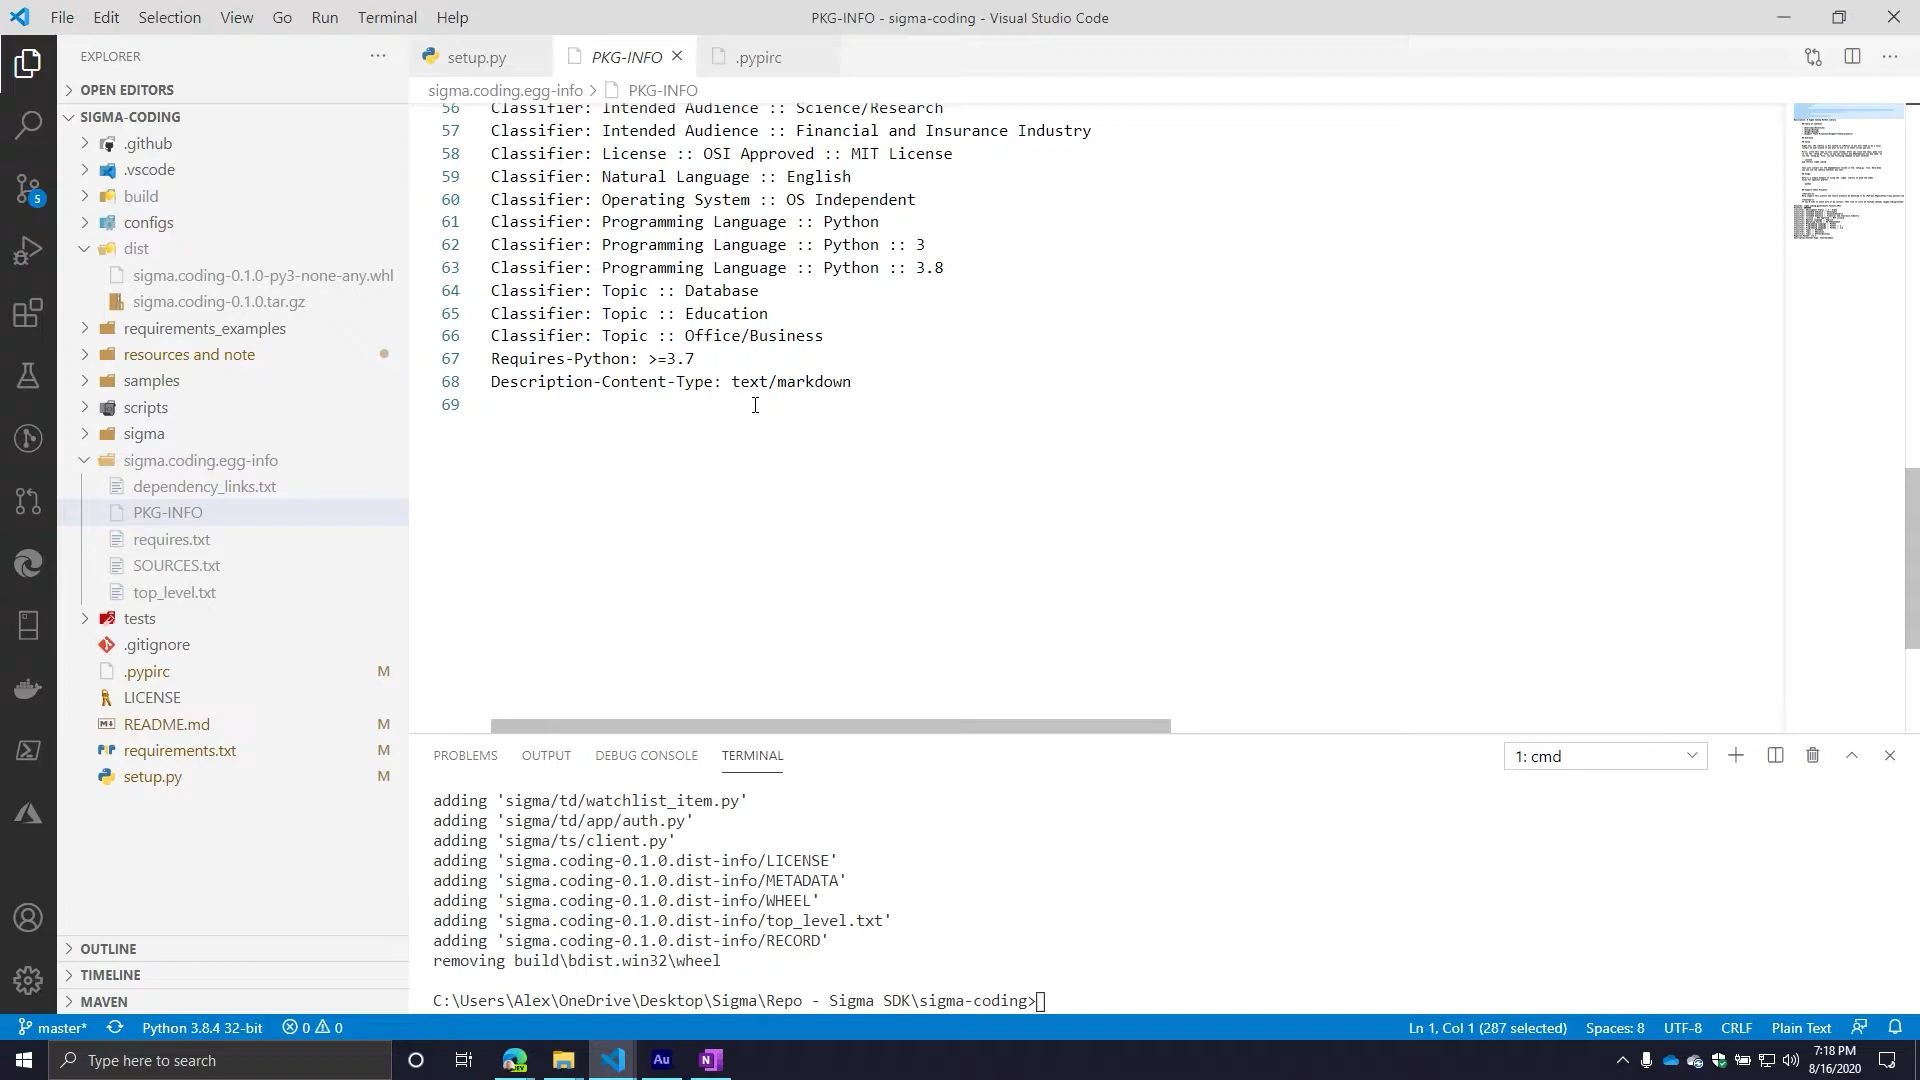 File Edit Selection View Go Run Terminal Help
PKG-INFO - sigma-coding - Visual Studio Code
EXPLORER
setup.py
PKG-INFO
.pypirc
OPEN EDITORS
sigma.coding.egg-info > PKG-INFO
SIGMA-CODING
.github
.vscode
build
configs
dist
sigma.coding-0.1.0-py3-none-any.whl
sigma.coding-0.1.0.tar.gz
requirements_examples
resources and note
samples
scripts
sigma
sigma.coding.egg-info
dependency_links.txt
PKG-INFO
requires.txt
SOURCES.txt
top_level.txt
tests
.gitignore
.pypirc M
LICENSE
README.md M
requirements.txt M
setup.py M
OUTLINE
TIMELINE
MAVEN
5
56 Classifier: Intended Audience :: Science/Research
57 Classifier: Intended Audience :: Financial and Insurance Industry
58 Classifier: License :: OSI Approved :: MIT License
59 Classifier: Natural Language :: English
60 Classifier: Operating System :: OS Independent
61 Classifier: Programming Language :: Python
62 Classifier: Programming Language :: Python :: 3
63 Classifier: Programming Language :: Python :: 3.8
64 Classifier: Topic :: Database
65 Classifier: Topic :: Education
66 Classifier: Topic :: Office/Business
67 Requires-Python: >=3.7
68 Description-Content-Type: text/markdown
69
PROBLEMS OUTPUT DEBUG CONSOLE TERMINAL
1: cmd
adding 'sigma/td/watchlist_item.py'
adding 'sigma/td/app/auth.py'
adding 'sigma/ts/client.py'
adding 'sigma.coding-0.1.0.dist-info/LICENSE'
adding 'sigma.coding-0.1.0.dist-info/METADATA'
adding 'sigma.coding-0.1.0.dist-info/WHEEL'
adding 'sigma.coding-0.1.0.dist-info/top_level.txt'
adding 'sigma.coding-0.1.0.dist-info/RECORD'
removing build\bdist.win32\wheel
C:\Users\Alex\OneDrive\Desktop\Sigma\Repo - Sigma SDK\sigma-coding>
master* Python 3.8.4 32-bit 0 0
Ln 1, Col 1 (287 selected) Spaces: 8 UTF-8 CRLF Plain Text
Type here to search
Au
N
7:18 PM
8/16/2020